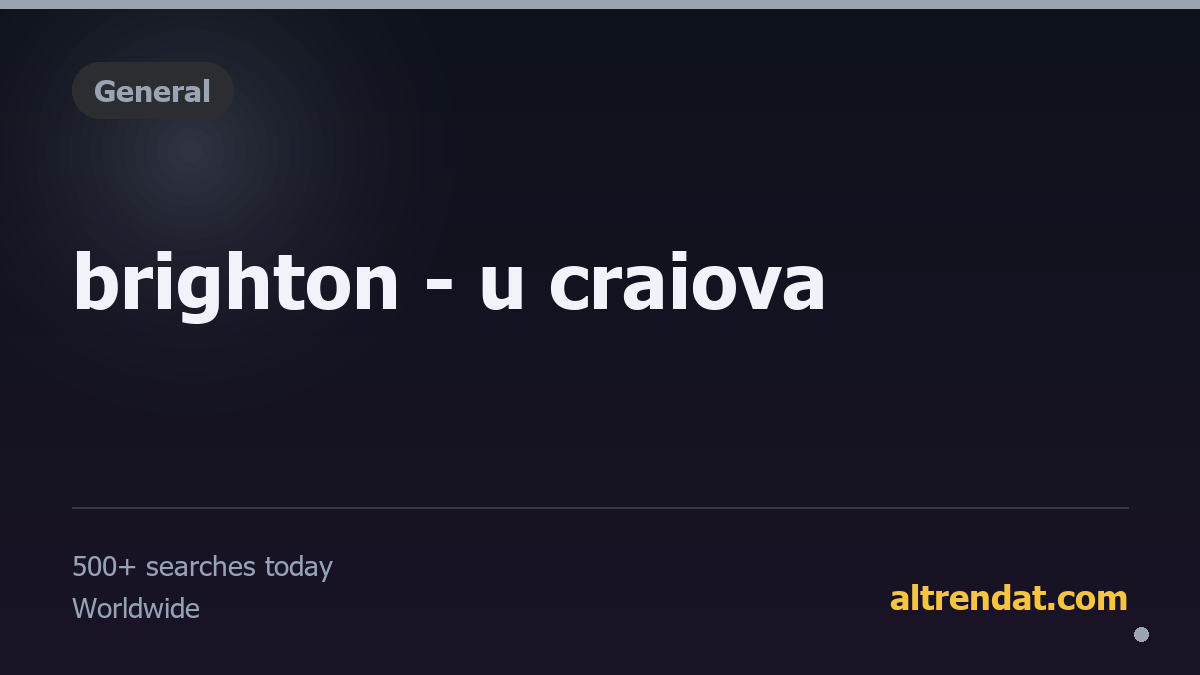 General
brighton - u craiova
500+ searches today
Worldwide
altrendat.com